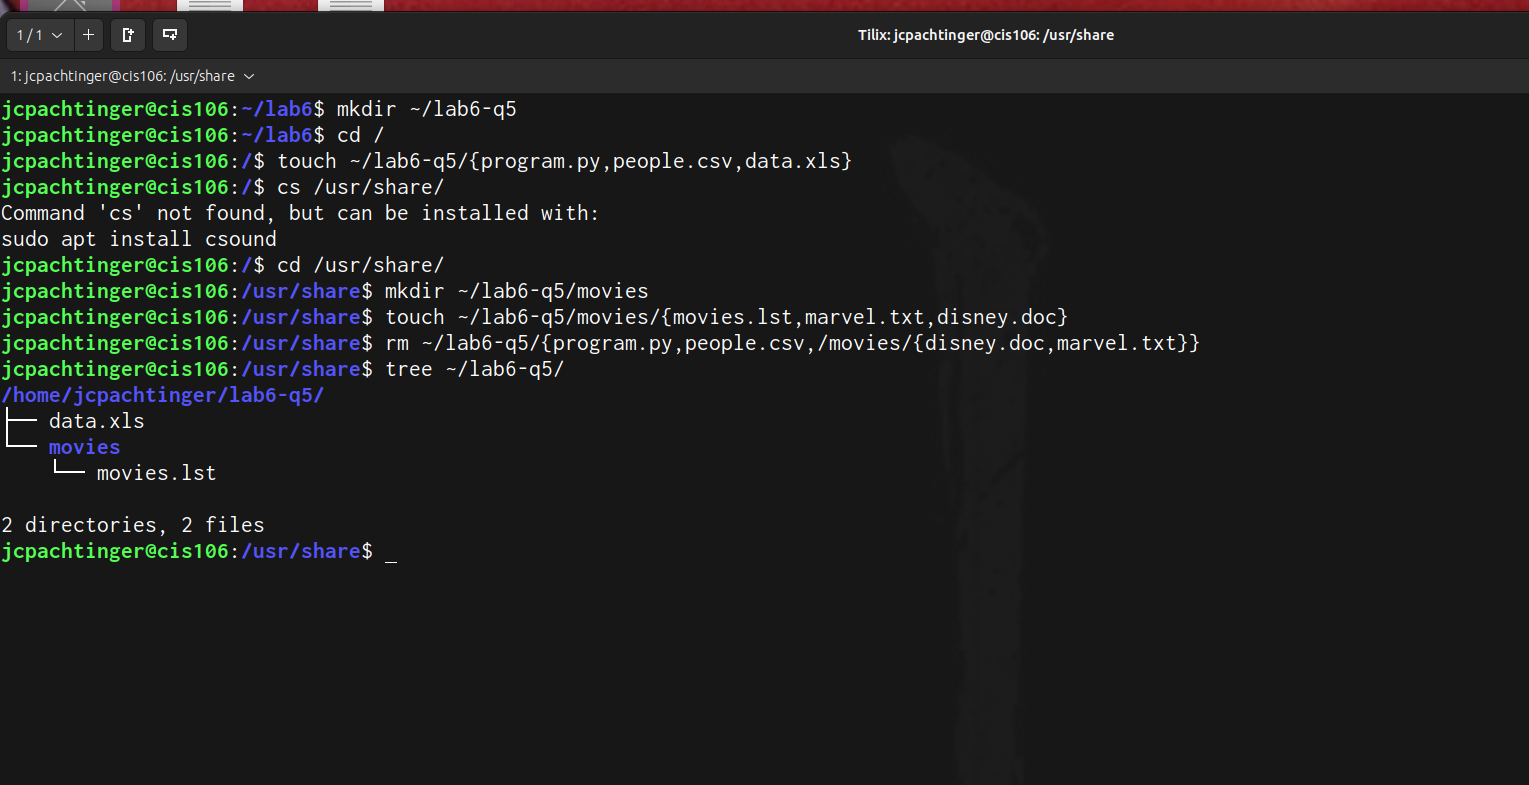 1 / 1
Tilix: jcpachtinger@cis106: /usr/share
1: jcpachtinger@cis106: /usr/share
jcpachtinger@cis106:~/lab6$ mkdir ~/lab6-q5
jcpachtinger@cis106:~/lab6$ cd /
jcpachtinger@cis106:/$ touch ~/lab6-q5/{program.py,people.csv,data.xls}
jcpachtinger@cis106:/$ cs /usr/share/
Command 'cs' not found, but can be installed with:
sudo apt install csound
jcpachtinger@cis106:/$ cd /usr/share/
jcpachtinger@cis106:/usr/share$ mkdir ~/lab6-q5/movies
jcpachtinger@cis106:/usr/share$ touch ~/lab6-q5/movies/{movies.lst,marvel.txt,disney.doc}
jcpachtinger@cis106:/usr/share$ rm ~/lab6-q5/{program.py,people.csv,/movies/{disney.doc,marvel.txt}}
jcpachtinger@cis106:/usr/share$ tree ~/lab6-q5/
/home/jcpachtinger/lab6-q5/
├── data.xls
└── movies
    └── movies.lst
2 directories, 2 files
jcpachtinger@cis106:/usr/share$ _